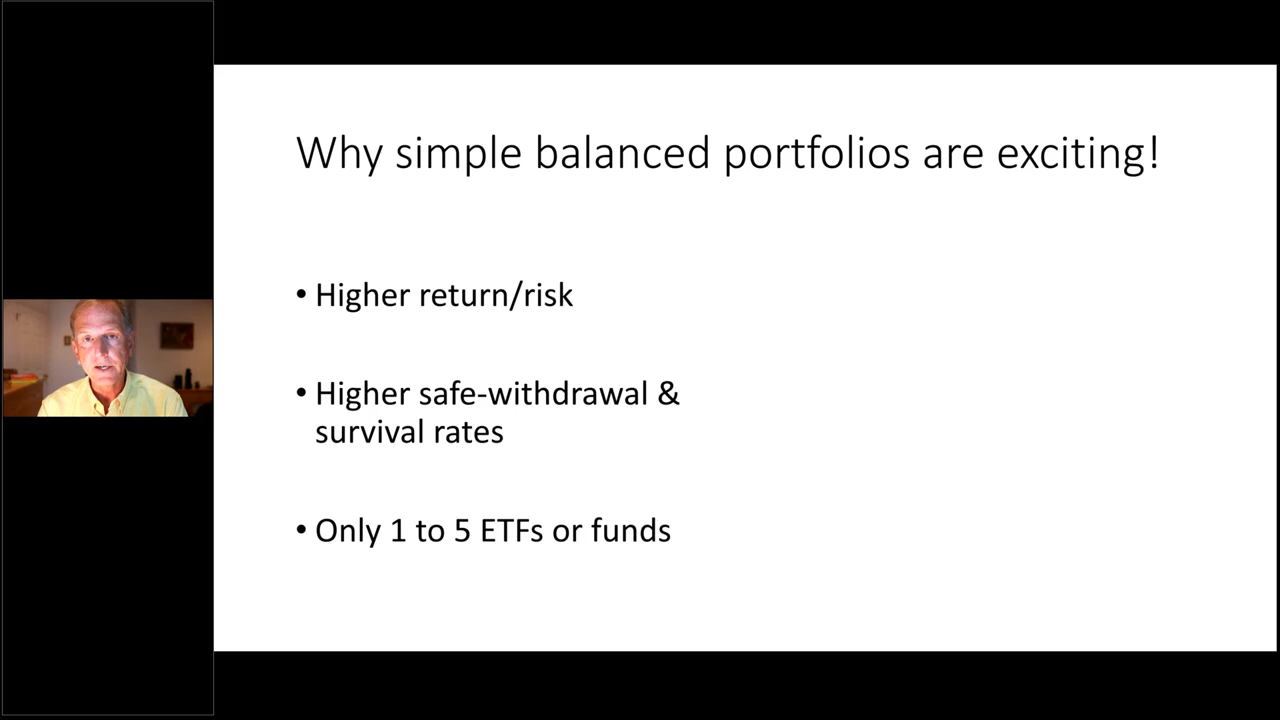 Why simple balanced portfolios are exciting!
• Higher return/risk
• Higher safe-withdrawal &
survival rates
• Only 1 to 5 ETFs or funds